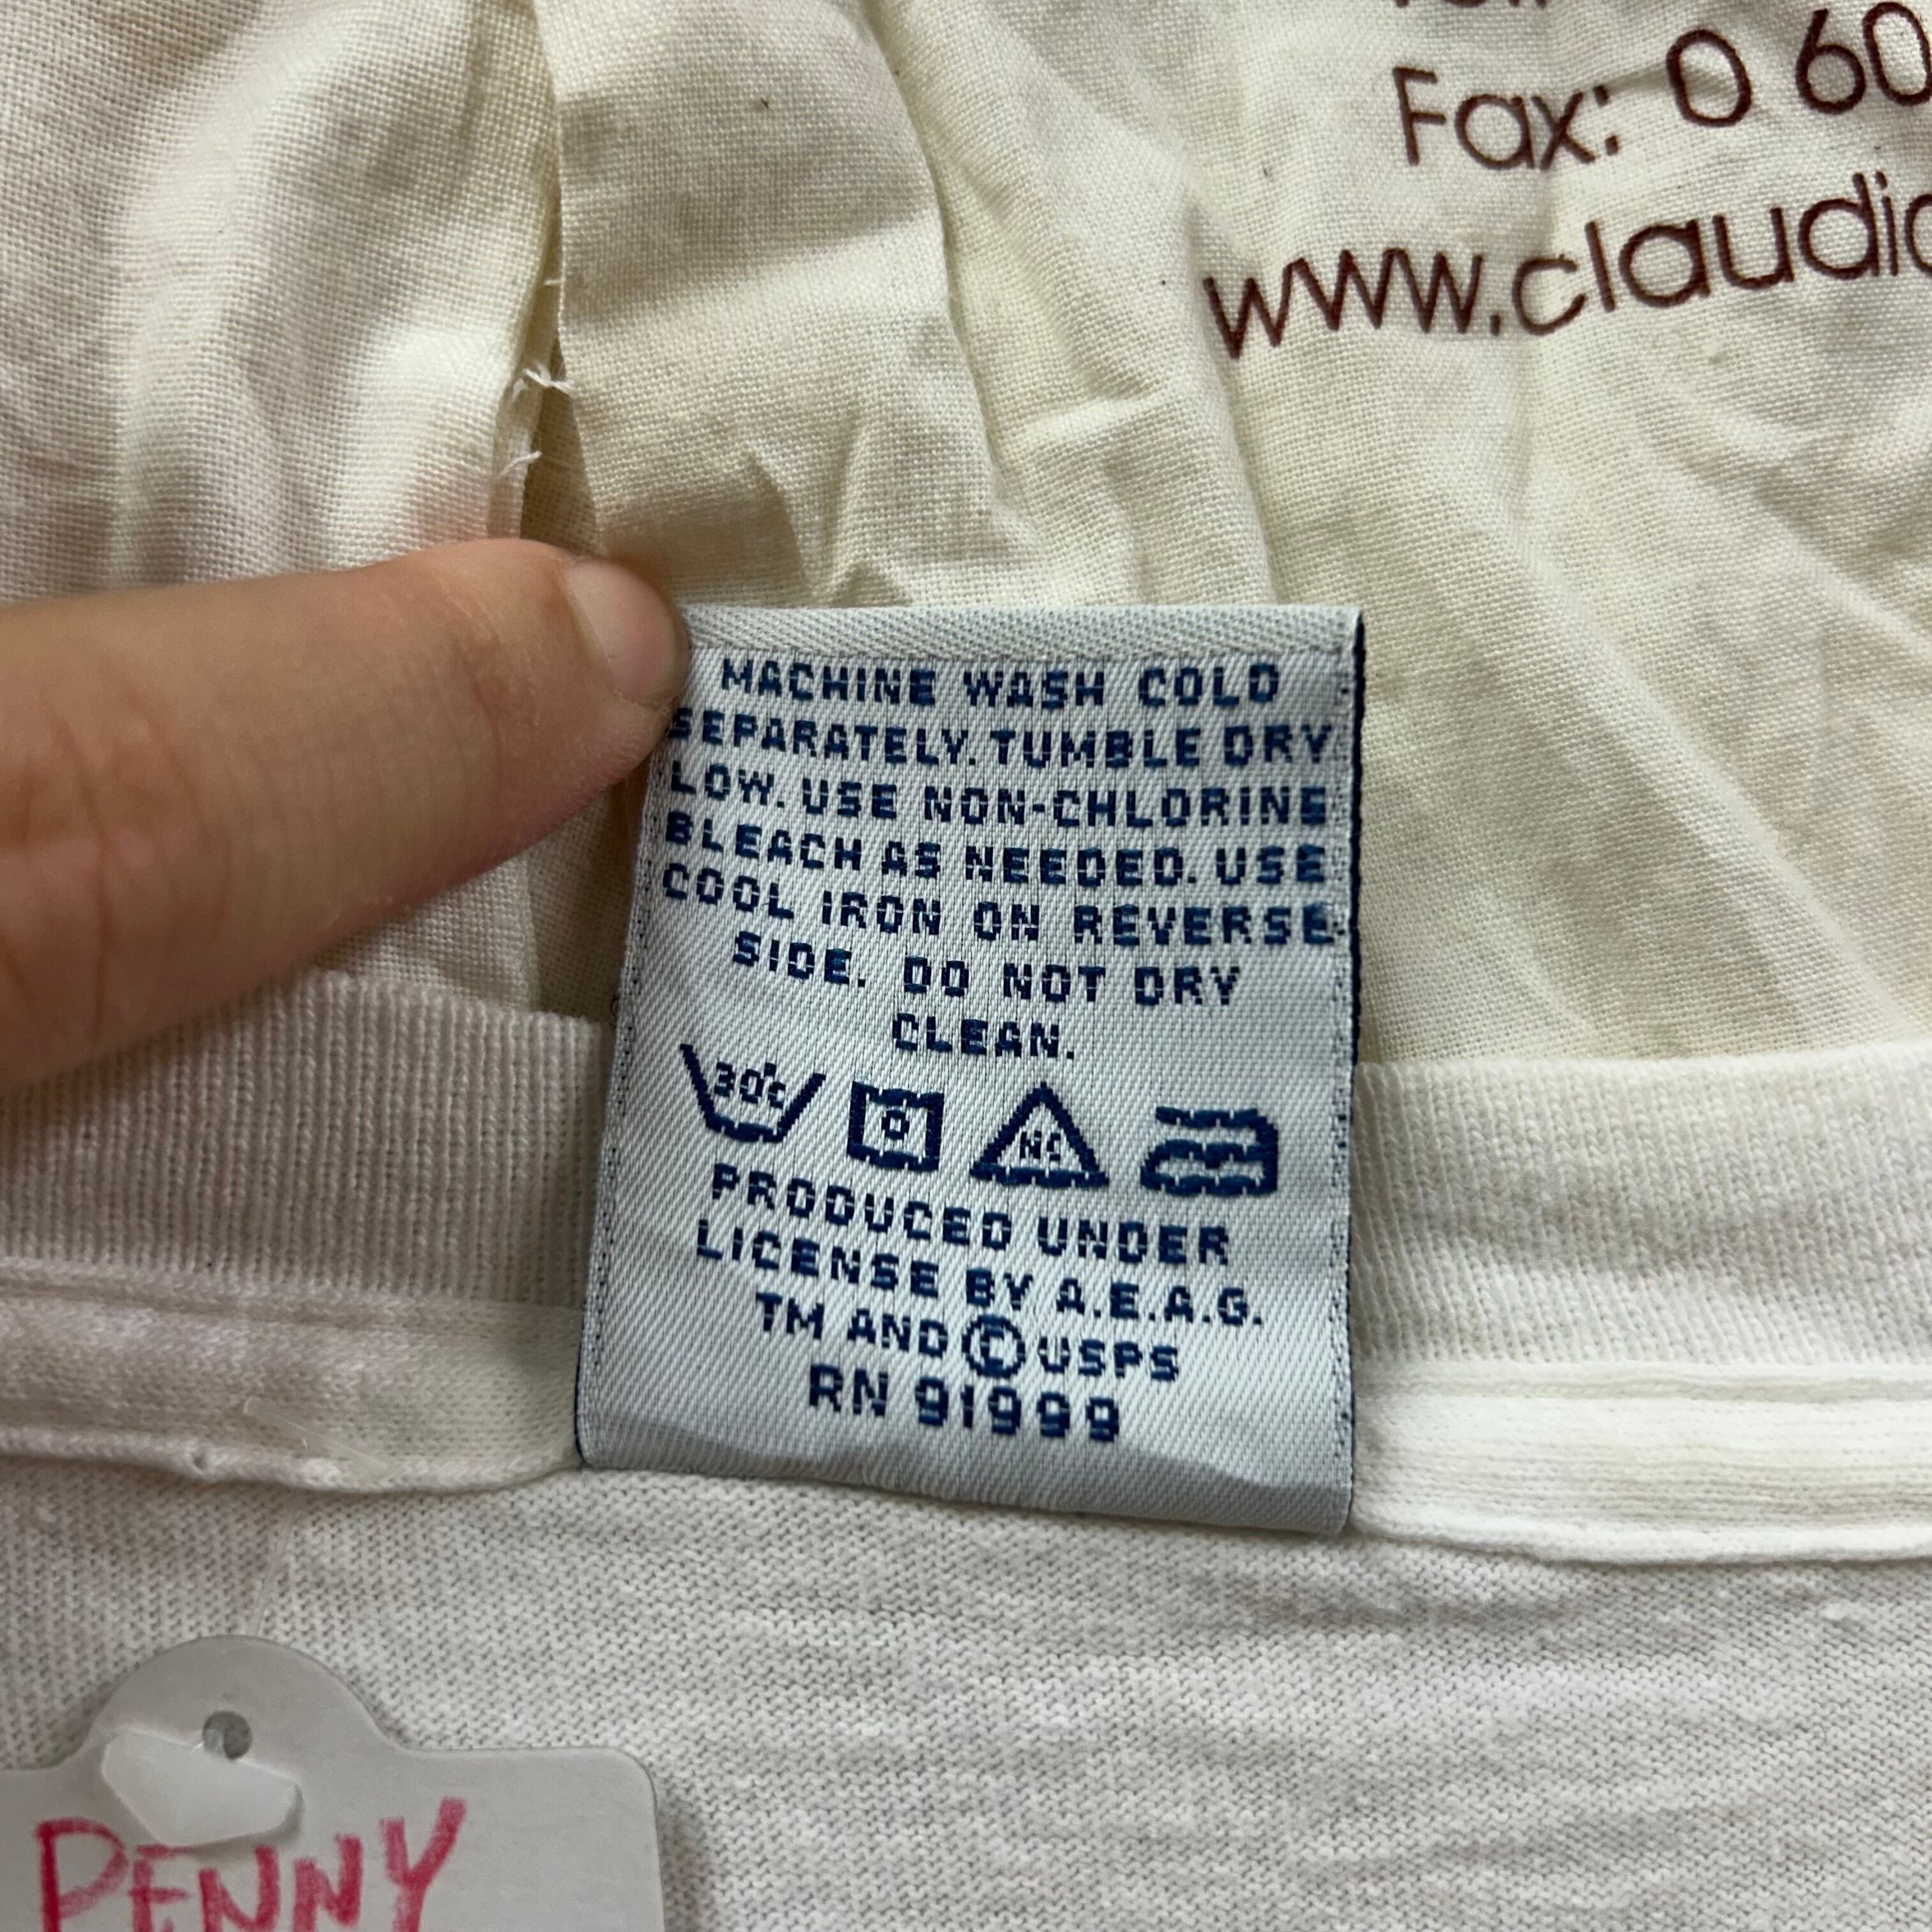 Fax: 0 60
www.claudia
MACHINE WASH COLD
SEPARATELY. TUMBLE DRY
LOW. USE NON-CHLORINE
BLEACH AS NEEDED. USE
COOL IRON ON REVERSE
SIDE. DO NOT DRY
CLEAN.
30°C
NC
PRODUCED UNDER
LICENSE BY A.E.A.G.
TM AND © USPS
RN 91999
PENNY